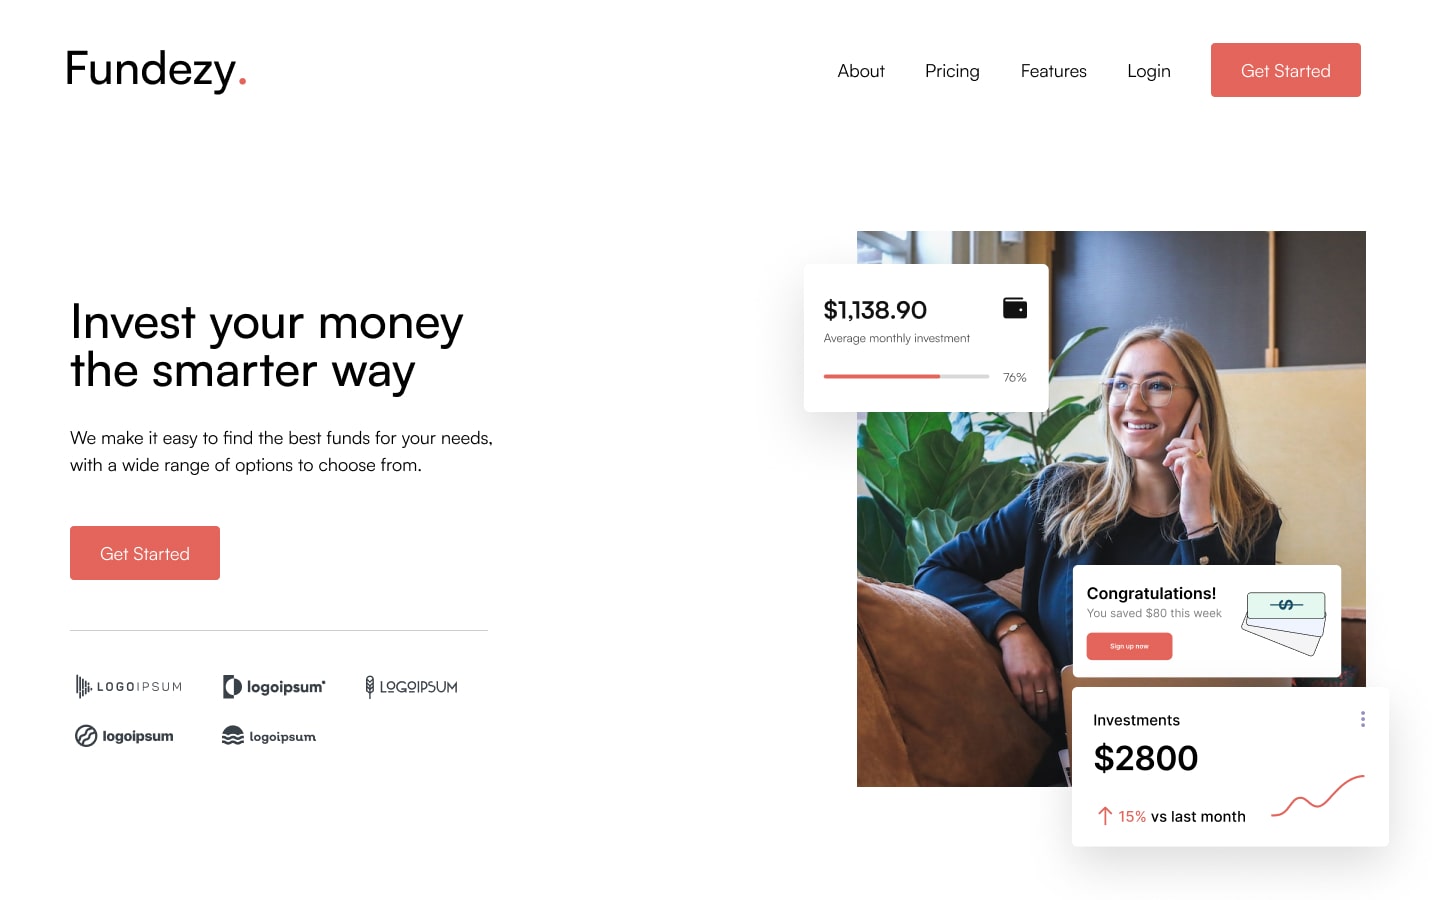 Fundezy.
About Pricing Features Login Get Started
Invest your money
the smarter way
We make it easy to find the best funds for your needs,
with a wide range of options to choose from.
Get Started
LOGOIPSUM
logoipsum
LOGOIPSUM
logoipsum
logoipsum
$1,138.90
Average monthly investment
76%
Congratulations!
You saved $80 this week
Sign up now
$
Investments
$2800
15% vs last month